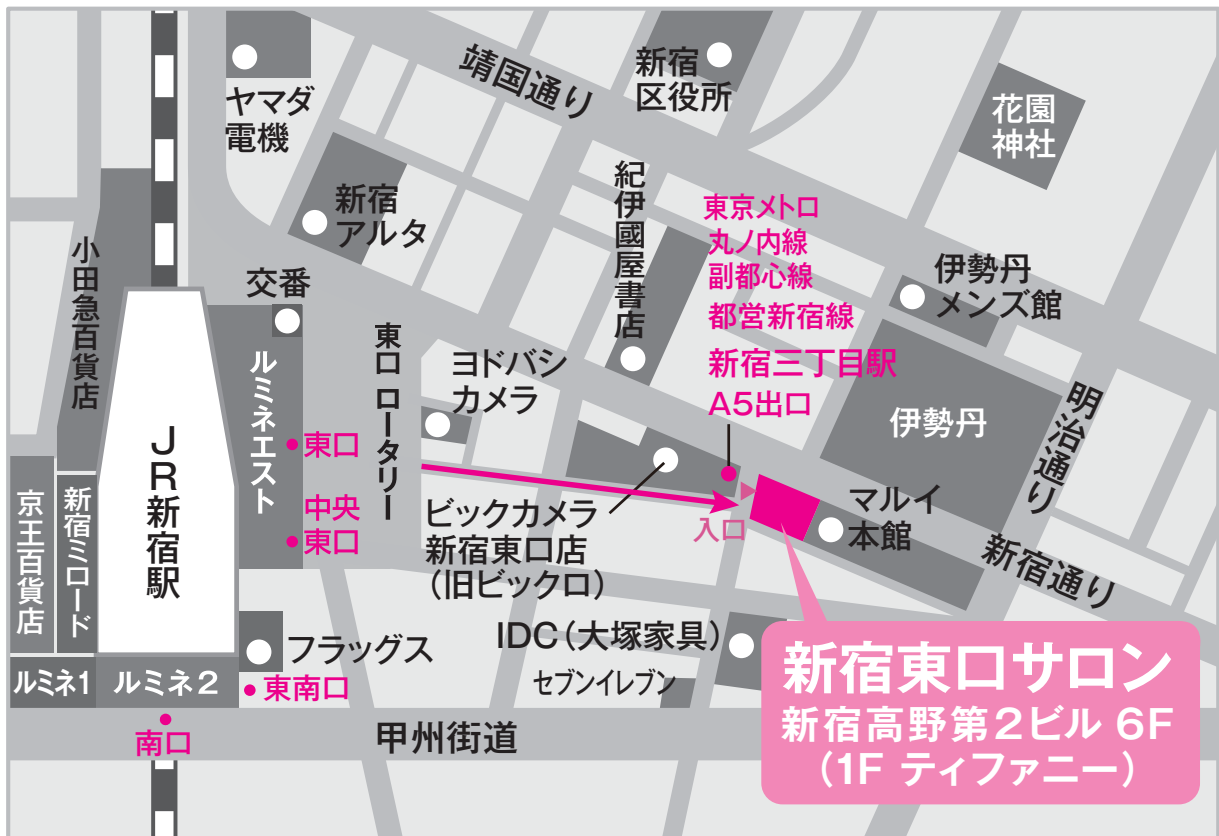 靖国通り
新宿
区役所
ヤマダ
電機
花園
神社
新宿
アルタ
紀伊國屋書店
東京メトロ
丸ノ内線
副都心線
都営新宿線
新宿三丁目駅
A5出口
伊勢丹
メンズ館
小田急百貨店
交番
東口 ロータリー
ヨドバシ
カメラ
ルミネエスト
伊勢丹
明治通り
東口
JR新宿駅
中央
東口
京王百貨店
新宿ミロード
ビックカメラ
新宿東口店
(旧ビックロ)
入口
マルイ
本館
新宿通り
フラッグス
IDC(大塚家具)
セブンイレブン
ルミネ1
ルミネ2
東南口
南口
甲州街道
新宿東口サロン
新宿高野第2ビル 6F
(1F ティファニー)